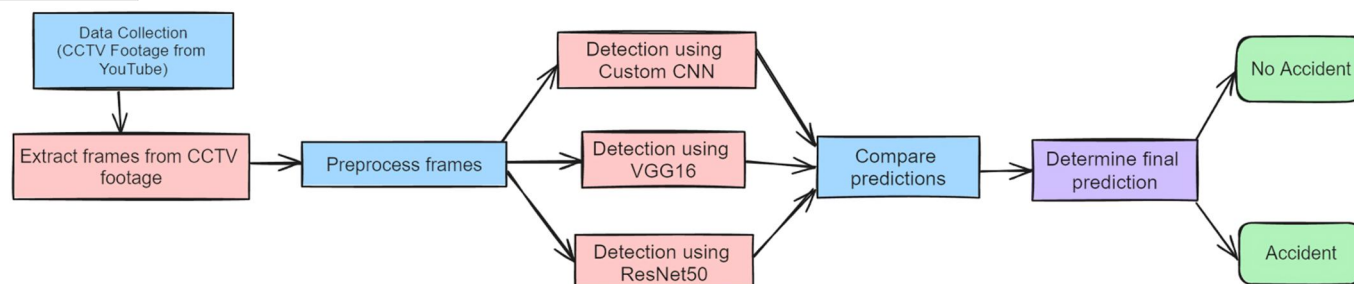 Data Collection
(CCTV Footage from
YouTube)
Extract frames from CCTV
footage
Preprocess frames
Detection using
Custom CNN
Detection using
VGG16
Detection using
ResNet50
Compare
predictions
Determine final
prediction
No Accident
Accident